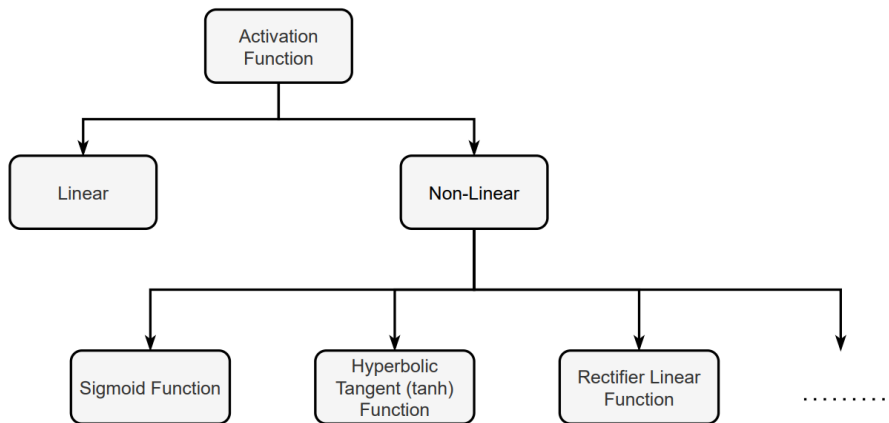 Activation
Function
Linear
Non-Linear
Sigmoid Function
Hyperbolic
Tangent (tanh)
Function
Rectifier Linear
Function
.........